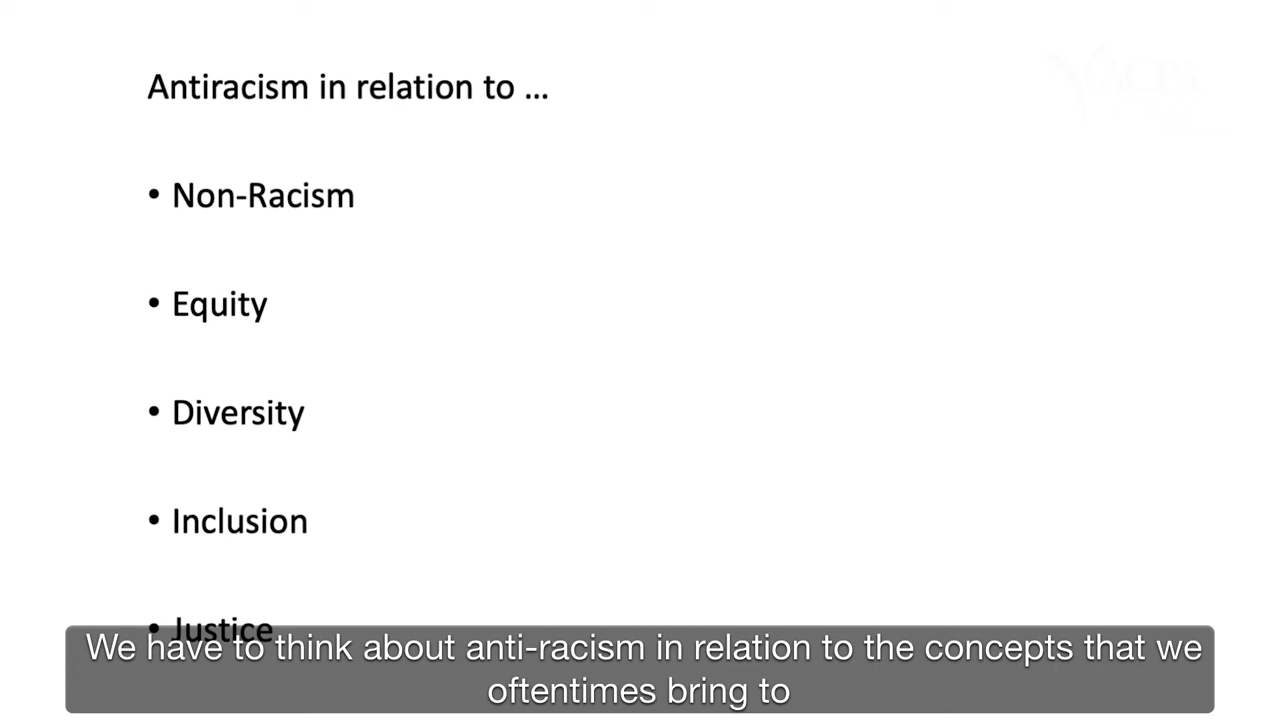 Antiracism in relation to …
• Non-Racism
• Equity
• Diversity
• Inclusion
• Justice
We have to think about anti-racism in relation to the concepts that we
oftentimes bring to